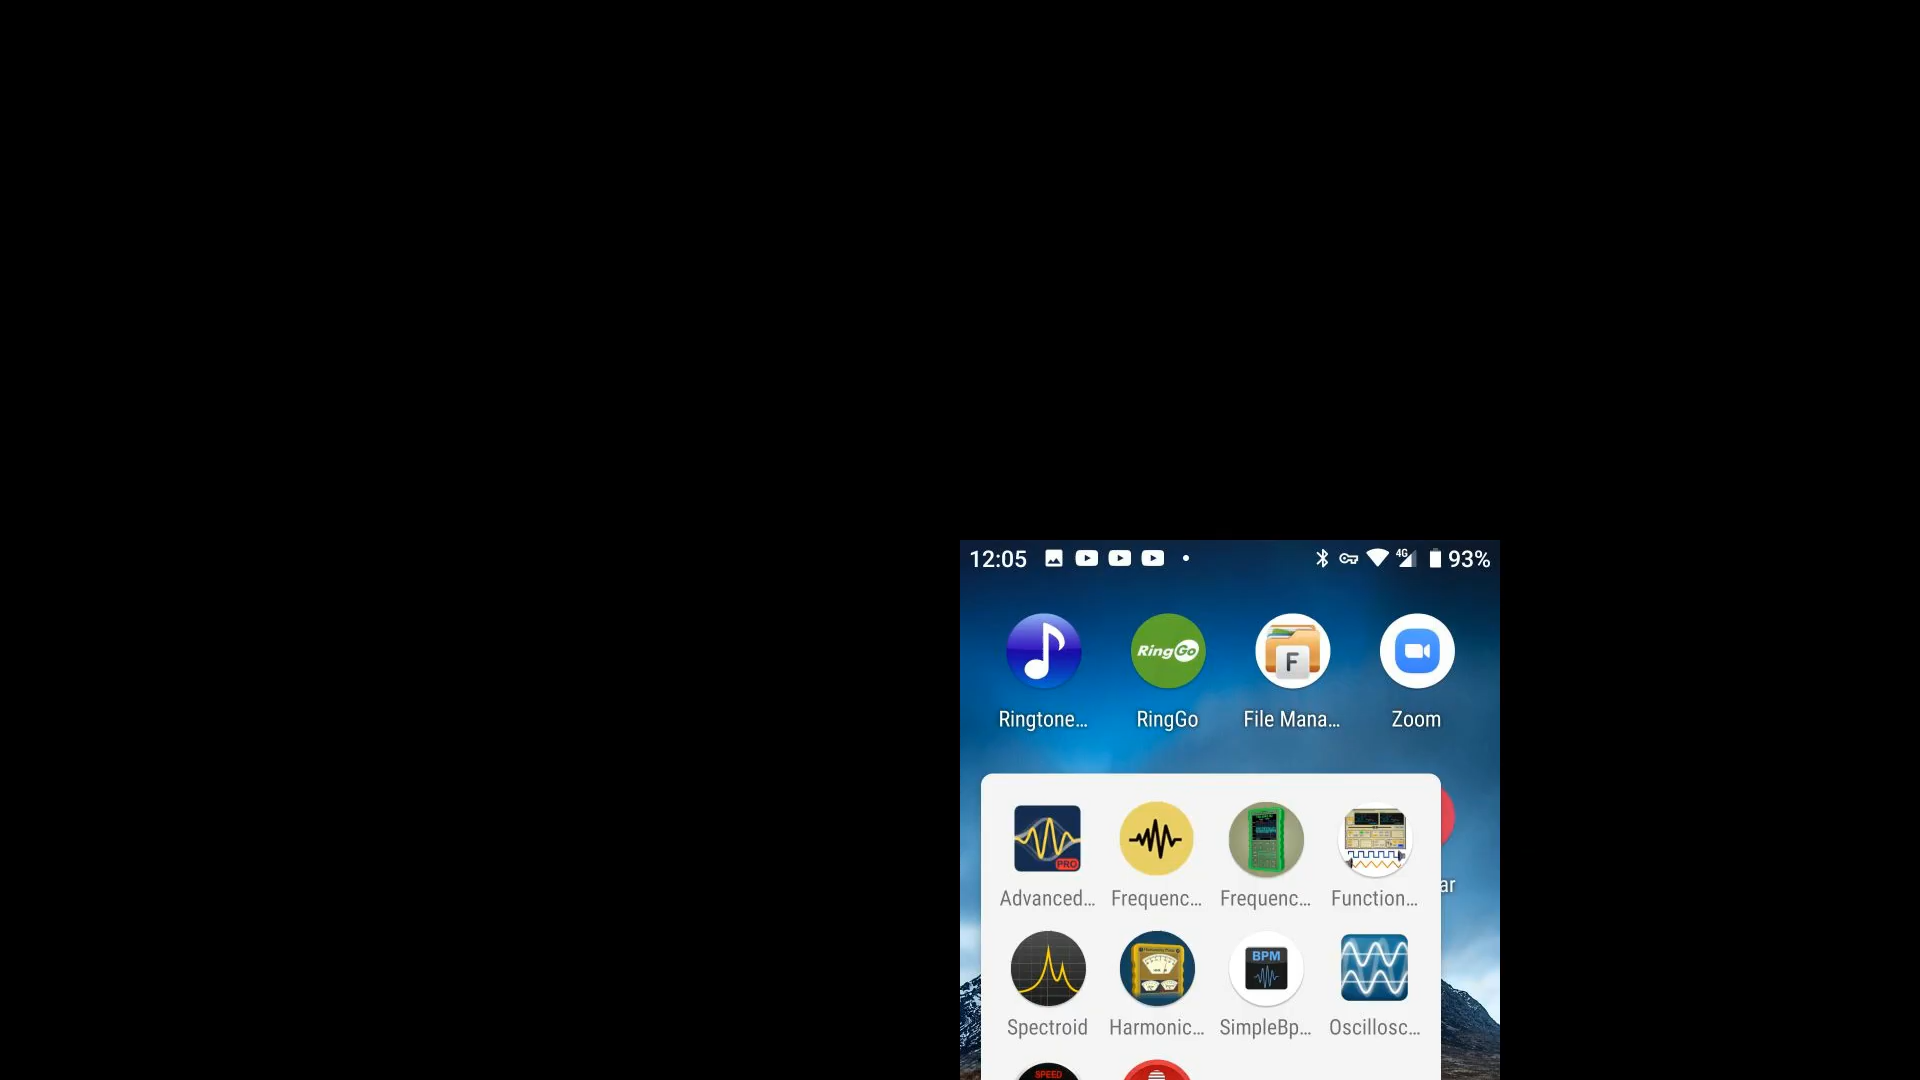 12:05 4G 93%
RingGo F
Ringtone… RingGo File Mana… Zoom
PRO
Advanced… Frequenc… Frequenc… Function… ar
BPM
Spectroid Harmonic… SimpleBp… Oscillosc…
SPEED